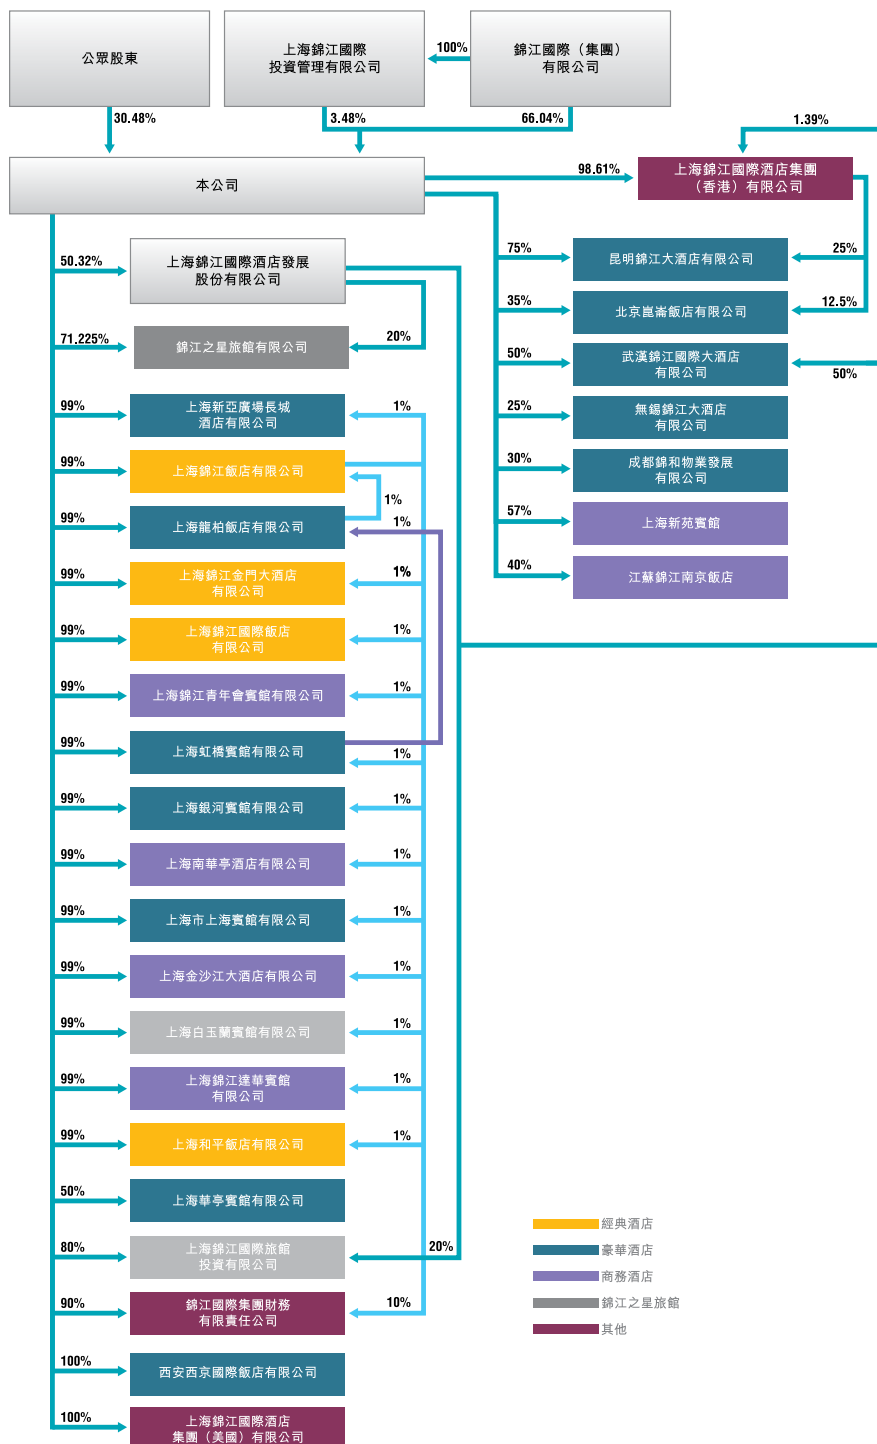 公眾股東
上海錦江國際
投資管理有限公司
100%
錦江國際（集團）
有限公司
30.48%
3.48%
66.04%
1.39%
本公司
98.61%
上海錦江國際酒店集團
（香港）有限公司
50.32%
上海錦江國際酒店發展
股份有限公司
75%
昆明錦江大酒店有限公司
25%
35%
北京崑崙飯店有限公司
12.5%
71.225%
錦江之星旅館有限公司
20%
50%
武漢錦江國際大酒店
有限公司
50%
99%
上海新亞廣場長城
酒店有限公司
1%
25%
無錫錦江大酒店
有限公司
99%
上海錦江飯店有限公司
1%
30%
成都錦和物業發展
有限公司
99%
上海龍柏飯店有限公司
1%
57%
上海新苑賓館
99%
上海錦江金門大酒店
有限公司
1%
40%
江蘇錦江南京飯店
99%
上海錦江國際飯店
有限公司
1%
99%
上海錦江青年會賓館有限公司
1%
99%
上海虹橋賓館有限公司
1%
99%
上海銀河賓館有限公司
1%
99%
上海南華亭酒店有限公司
1%
99%
上海市上海賓館有限公司
1%
99%
上海金沙江大酒店有限公司
1%
99%
上海白玉蘭賓館有限公司
1%
99%
上海錦江達華賓館
有限公司
1%
99%
上海和平飯店有限公司
1%
50%
上海華亭賓館有限公司
80%
上海錦江國際旅館
投資有限公司
20%
90%
錦江國際集團財務
有限責任公司
10%
100%
西安西京國際飯店有限公司
100%
上海錦江國際酒店
集團（美國）有限公司
經典酒店
豪華酒店
商務酒店
錦江之星旅館
其他